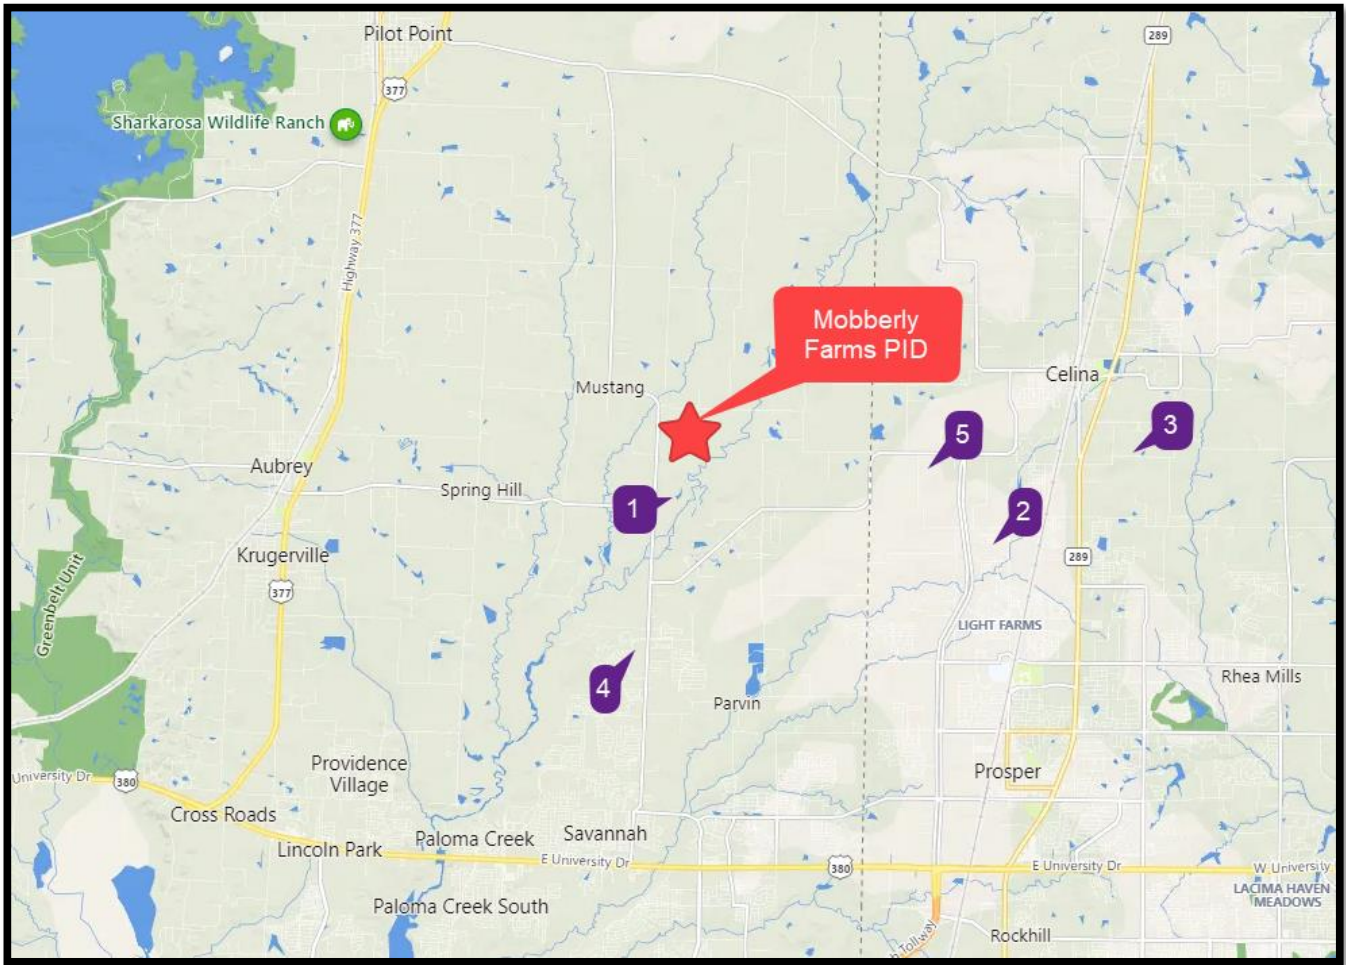 Pilot Point
289
377
Sharkarosa Wildlife Ranch
Highway 377
Mobberly
Farms PID
Mustang
Celina
3
5
Aubrey
Spring Hill
1
2
Krugerville
289
377
Greenbelt Unit
LIGHT FARMS
4
Rhea Mills
Parvin
Providence
Village
Prosper
University Dr
380
Cross Roads
Savannah
Paloma Creek
Lincoln Park
E University Dr
380
E University Dr
W University
LACIMA HAVEN
MEADOWS
Paloma Creek South
Tollway
Rockhill